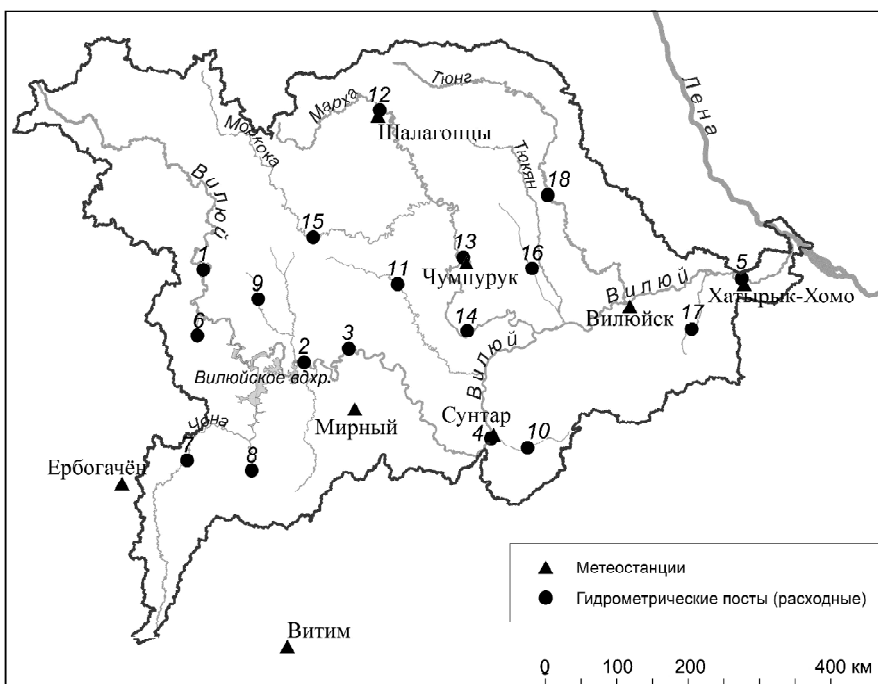 Тюнг
Лена
12
Марха
Шалагонцы
Моркока
Тюкян
18
Вилюй
15
13
1
11
16
Чумпурук
5
9
Вилюй
Хатырык-Хомо
Вилюйск
6
17
14
3
2
Вилюй
Вилюйское вдхр.
Мирный
Сунтар
Чона
4
10
7
8
Ербогачён
Метеостанции
Гидрометрические посты (расходные)
Витим
0 100 200 400 км